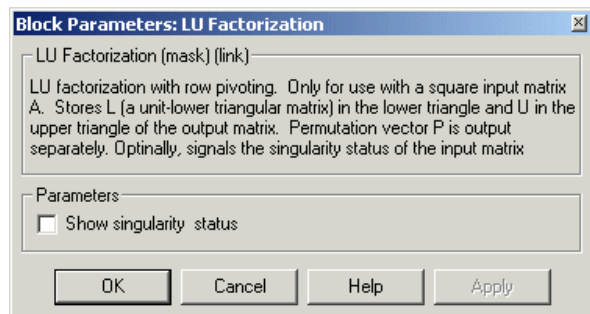 Block Parameters: LU Factorization
LU Factorization (mask) (link)
LU factorization with row pivoting.  Only for use with a square input matrix
A.  Stores L (a unit-lower triangular matrix) in the lower triangle and U in the
upper triangle of the output matrix.  Permutation vector P is output
separately. Optinally, signals the singularity status of the input matrix
Parameters
Show singularity  status
OK
Cancel
Help
Apply